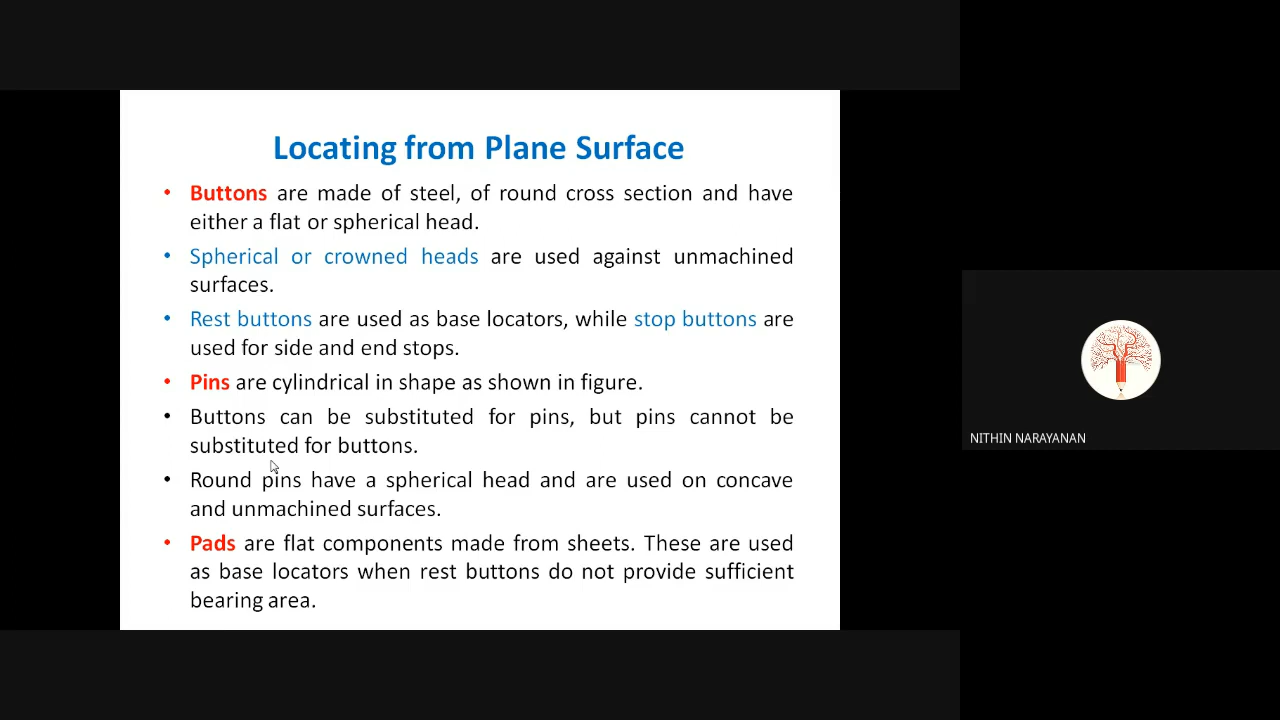 Locating from Plane Surface
• Buttons are made of steel, of round cross section and have
either a flat or spherical head.
• Spherical or crowned heads are used against unmachined
surfaces.
• Rest buttons are used as base locators, while stop buttons are
used for side and end stops.
• Pins are cylindrical in shape as shown in figure.
• Buttons can be substituted for pins, but pins cannot be
substituted for buttons.
• Round pins have a spherical head and are used on concave
and unmachined surfaces.
• Pads are flat components made from sheets. These are used
as base locators when rest buttons do not provide sufficient
bearing area.
NITHIN NARAYANAN